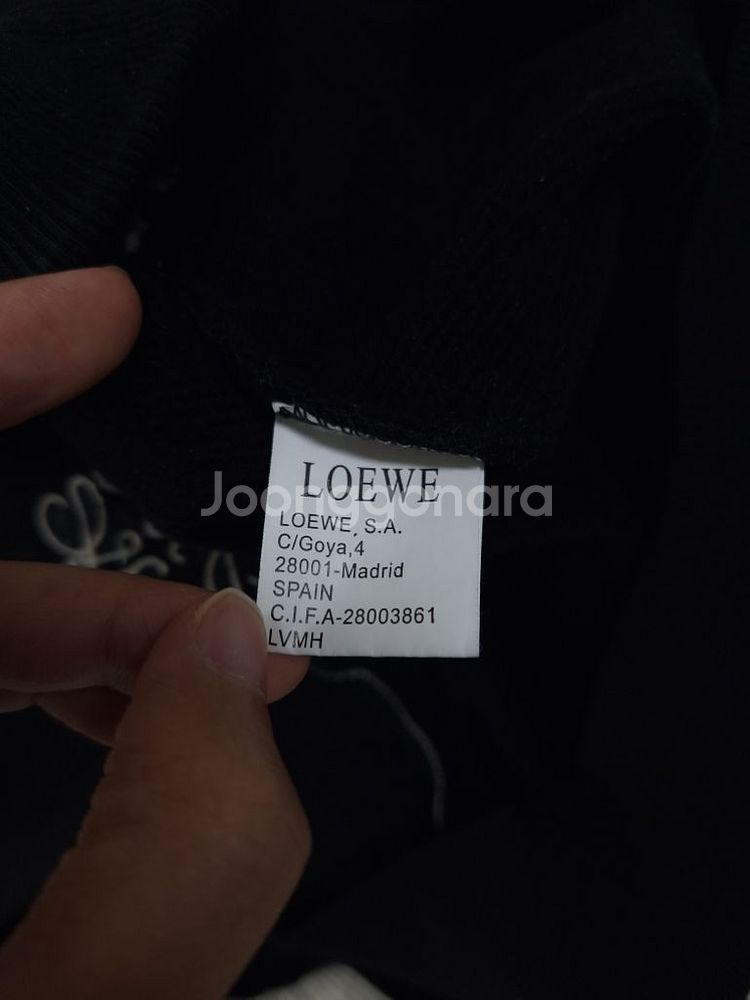 LOEWE
Joonggonara
LOEWE, S.A.
C/Goya,4
28001-Madrid
SPAIN
C.I.F.A-28003861
LVMH